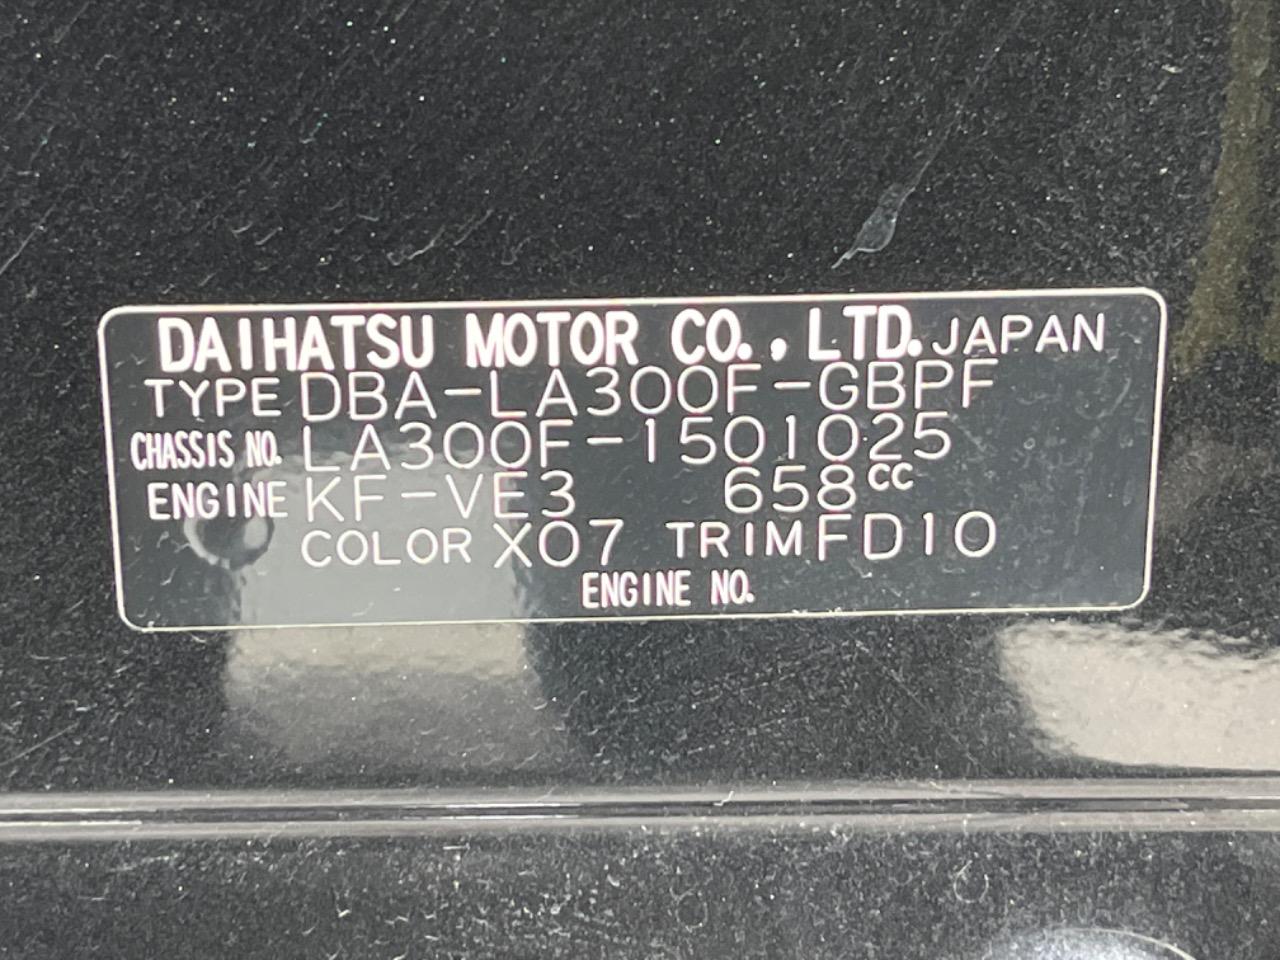 DAIHATSU MOTOR CO., LTD. JAPAN
TYPE DBA-LA300F-GBPF
CHASSIS NO. LA300F-1501025
ENGINE KF-VE3 658cc
COLOR X07 TRIM FD10
ENGINE NO.